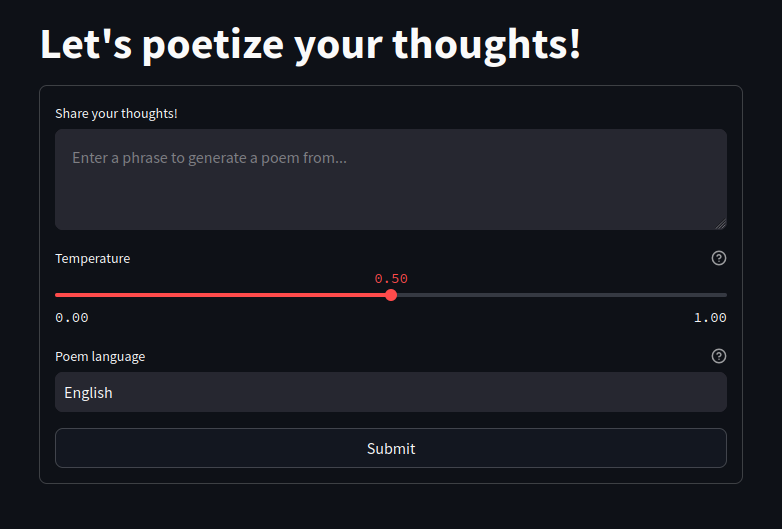 Let's poetize your thoughts!
Share your thoughts!
Enter a phrase to generate a poem from...
Temperature
0.50
0.00 1.00
Poem language
English
Submit